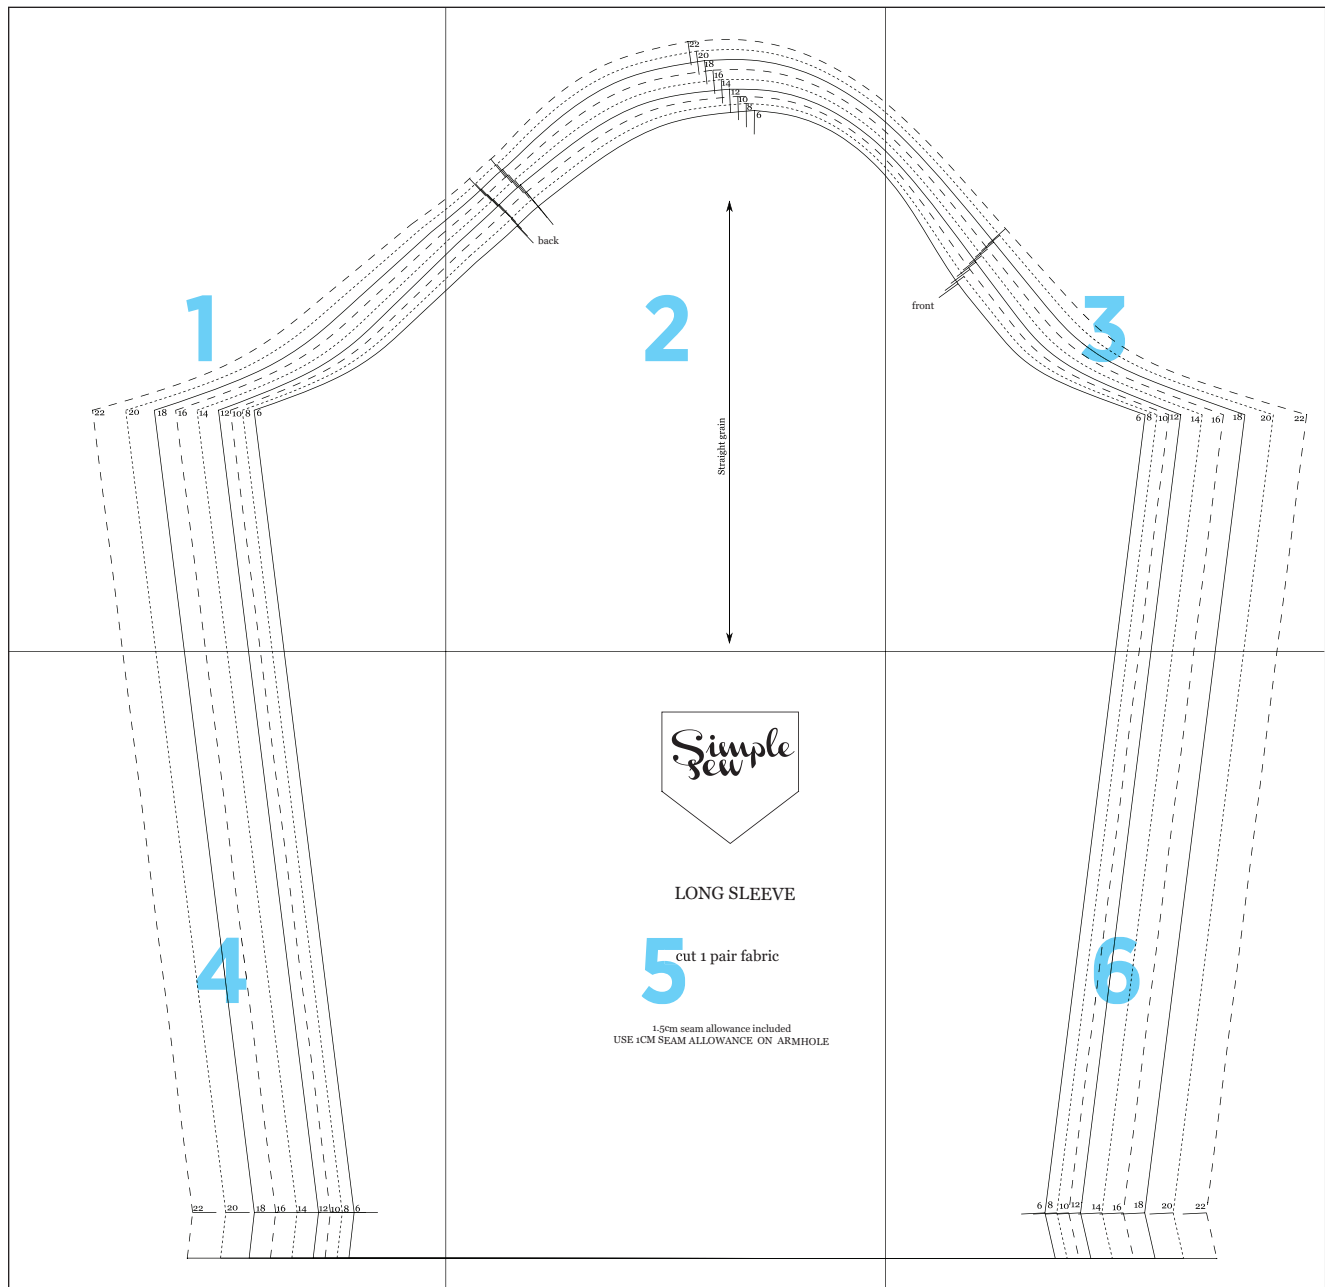 22
20
18
16
14
12
10
8
6
back
front
1
2
3
Straight grain
22 20 18 16 14 12 10 8 6
6 8 10 12 14 16 18 20 22
Simple
Sew
LONG SLEEVE
4
5
6
cut 1 pair fabric
1.5cm seam allowance included
USE 1CM SEAM ALLOWANCE ON ARMHOLE
22 20 18 16 14 12 10 8 6
6 8 10 12 14 16 18 20 22